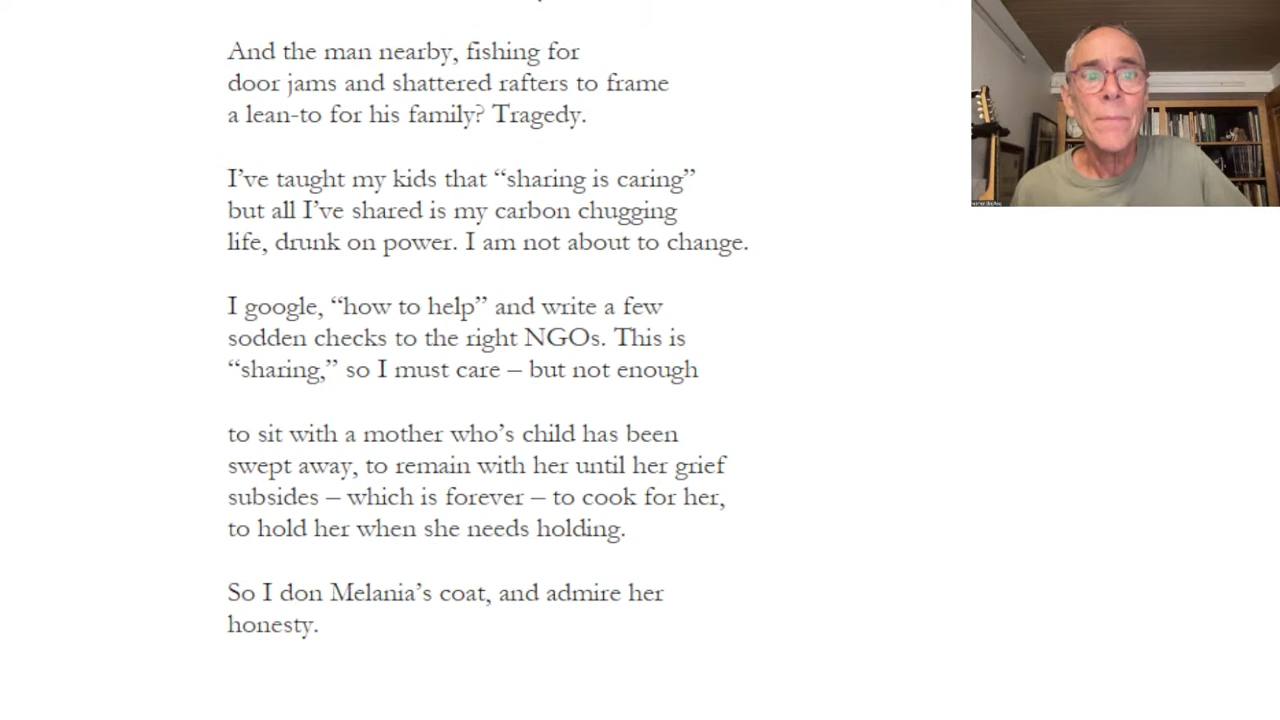 And the man nearby, fishing for
door jams and shattered rafters to frame
a lean-to for his family? Tragedy.
I’ve taught my kids that “sharing is caring”
but all I’ve shared is my carbon chugging
life, drunk on power. I am not about to change.
I google, “how to help” and write a few
sodden checks to the right NGOs. This is
“sharing,” so I must care – but not enough
to sit with a mother who’s child has been
swept away, to remain with her until her grief
subsides – which is forever – to cook for her,
to hold her when she needs holding.
So I don Melania’s coat, and admire her
honesty.